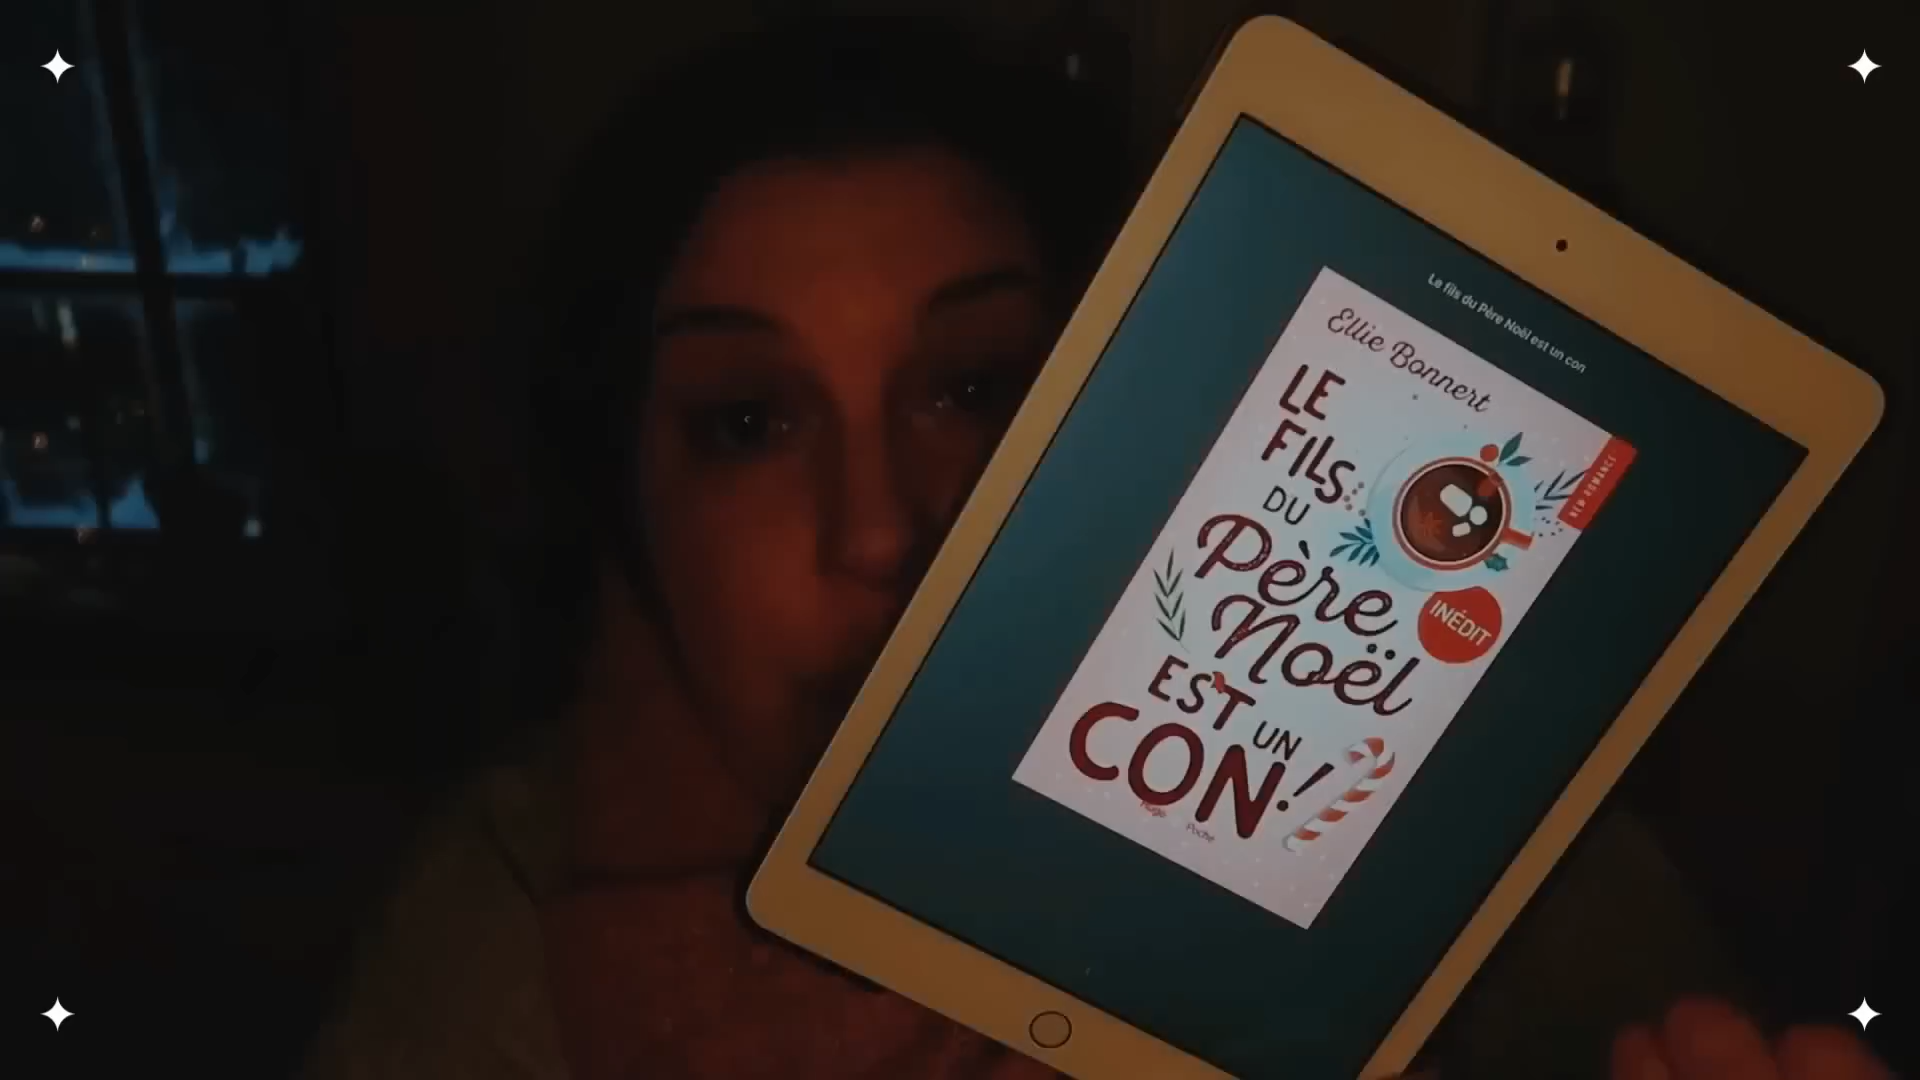 Le fils du Père Noël est un con
Ellie Bonnert
LE
FILS
DU
Père
Noël
EST UN
CON!
NEW ROMANCE
INÉDIT
Hugo Poche